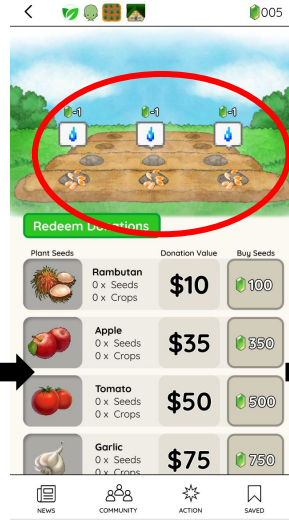 005
-1 -1 -1
Redeem Donations
Plant Seeds Donation Value Buy Seeds
Rambutan
0 x Seeds
0 x Crops
$10
100
Apple
0 x Seeds
0 x Crops
$35
350
Tomato
0 x Seeds
0 x Crops
$50
500
Garlic
0 x Seeds
0 x Crops
$75
750
NEWS COMMUNITY ACTION SAVED